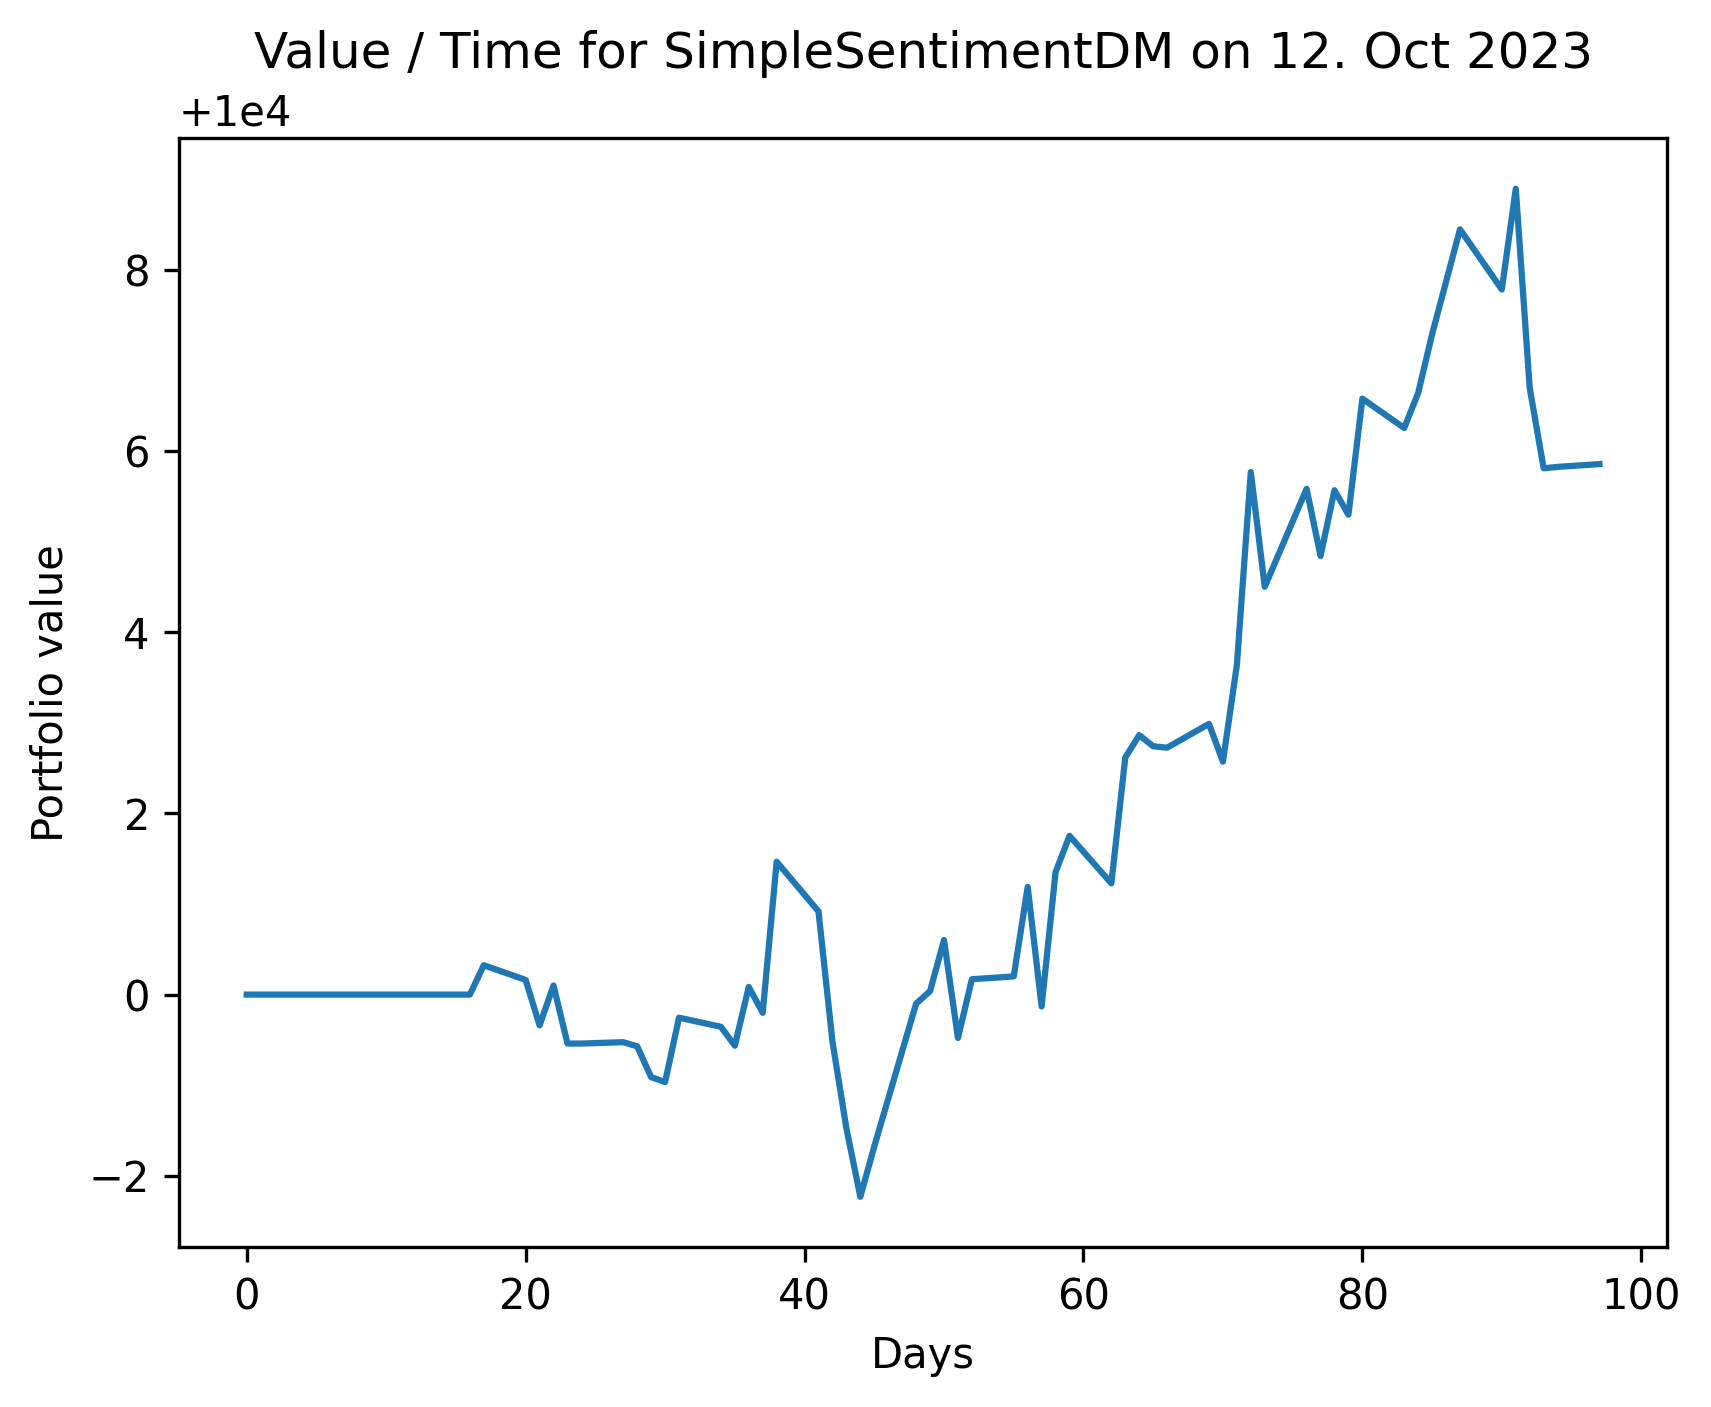 Value / Time for SimpleSentimentDM on 12. Oct 2023
+1e4
8
6
4
2
0
−2
Portfolio value
0 20 40 60 80 100
Days